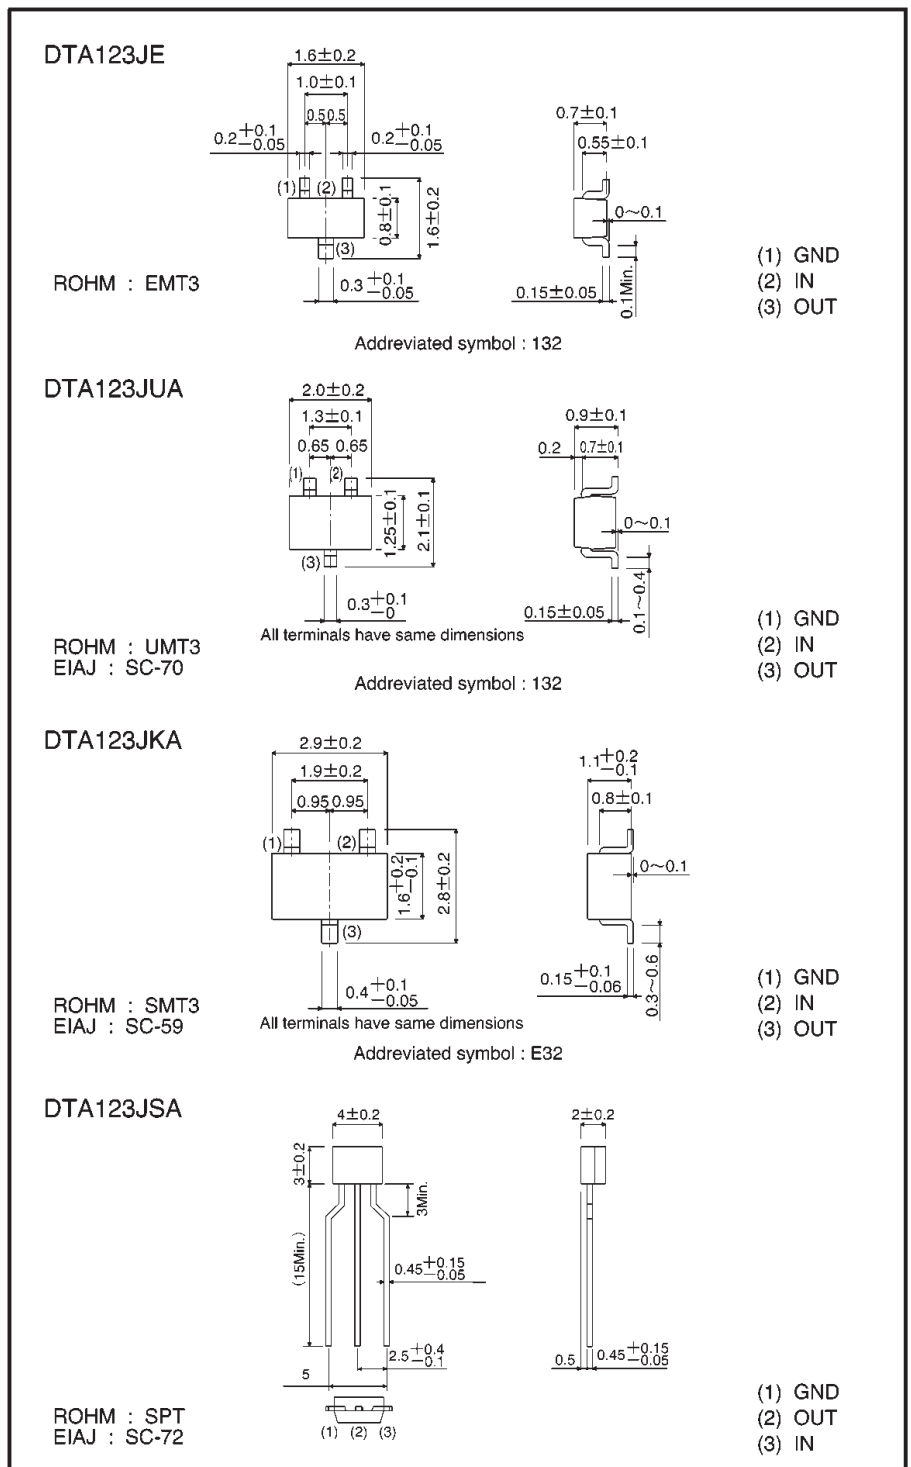 DTA123JE
1.6±0.2
1.0±0.1
0.5 0.5
0.2 +0.1 −0.05
0.2 +0.1 −0.05
(1) (2)
(3)
0.8±0.1
1.6±0.2
0.3 +0.1 −0.05
0.7±0.1
0.55±0.1
0~0.1
0.15±0.05
0.1Min.
ROHM : EMT3
(1) GND
(2) IN
(3) OUT
Addreviated symbol : 132
DTA123JUA
2.0±0.2
1.3±0.1
0.65 0.65
(1) (2)
(3)
1.25±0.1
2.1±0.1
0.3 +0.1 −0
All terminals have same dimensions
0.9±0.1
0.2 0.7±0.1
0~0.1
0.15±0.05
0.1~0.4
ROHM : UMT3
EIAJ : SC-70
(1) GND
(2) IN
(3) OUT
Addreviated symbol : 132
DTA123JKA
2.9±0.2
1.9±0.2
0.95 0.95
(1) (2)
(3)
1.6 +0.2 −0.1
2.8±0.2
0.4 +0.1 −0.05
All terminals have same dimensions
1.1 +0.2 −0.1
0.8±0.1
0~0.1
0.15 +0.1 −0.06
0.3~0.6
ROHM : SMT3
EIAJ : SC-59
(1) GND
(2) IN
(3) OUT
Addreviated symbol : E32
DTA123JSA
4±0.2
3±0.2
3Min.
(15Min.)
0.45 +0.15 −0.05
2.5 +0.4 −0.1
5
(1) (2) (3)
2±0.2
0.5 0.45 +0.15 −0.05
ROHM : SPT
EIAJ : SC-72
(1) GND
(2) OUT
(3) IN